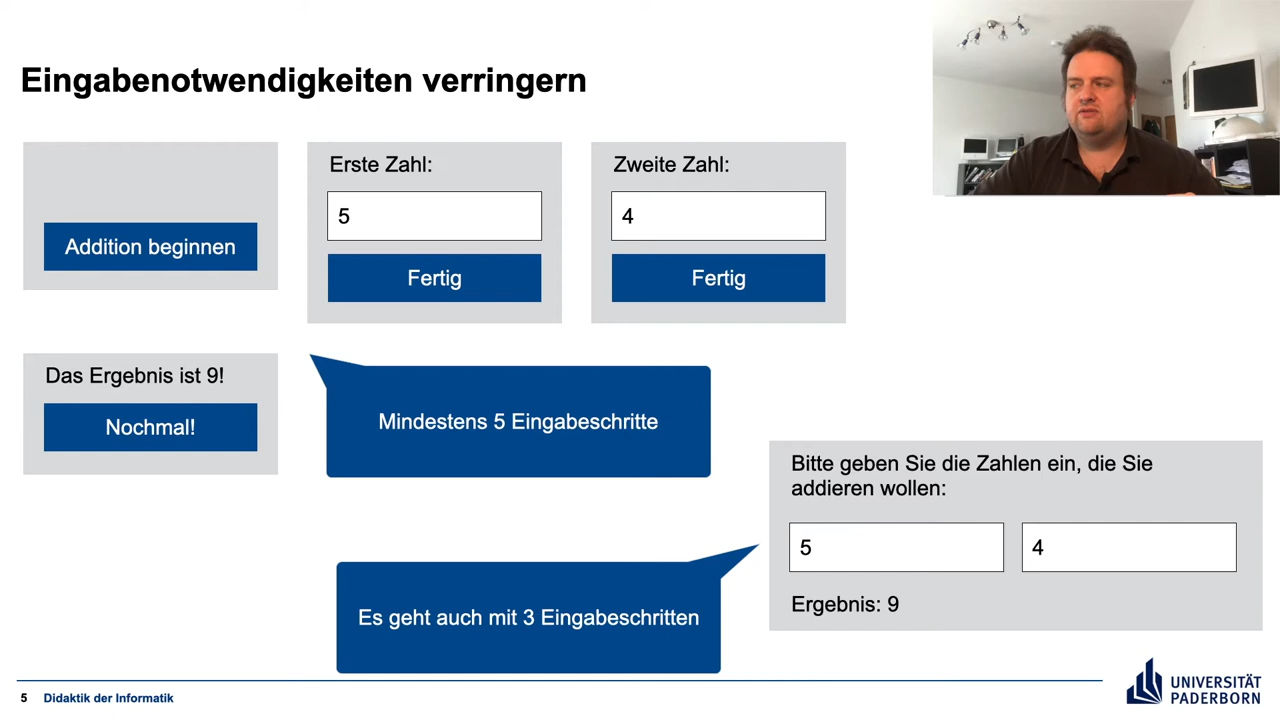 Eingabenotwendigkeiten verringern
Addition beginnen
Erste Zahl:
5
Fertig
Zweite Zahl:
4
Fertig
Das Ergebnis ist 9!
Nochmal!
Mindestens 5 Eingabeschritte
Bitte geben Sie die Zahlen ein, die Sie
addieren wollen:
5
4
Ergebnis: 9
Es geht auch mit 3 Eingabeschritten
5 Didaktik der Informatik
UNIVERSITÄT
PADERBORN